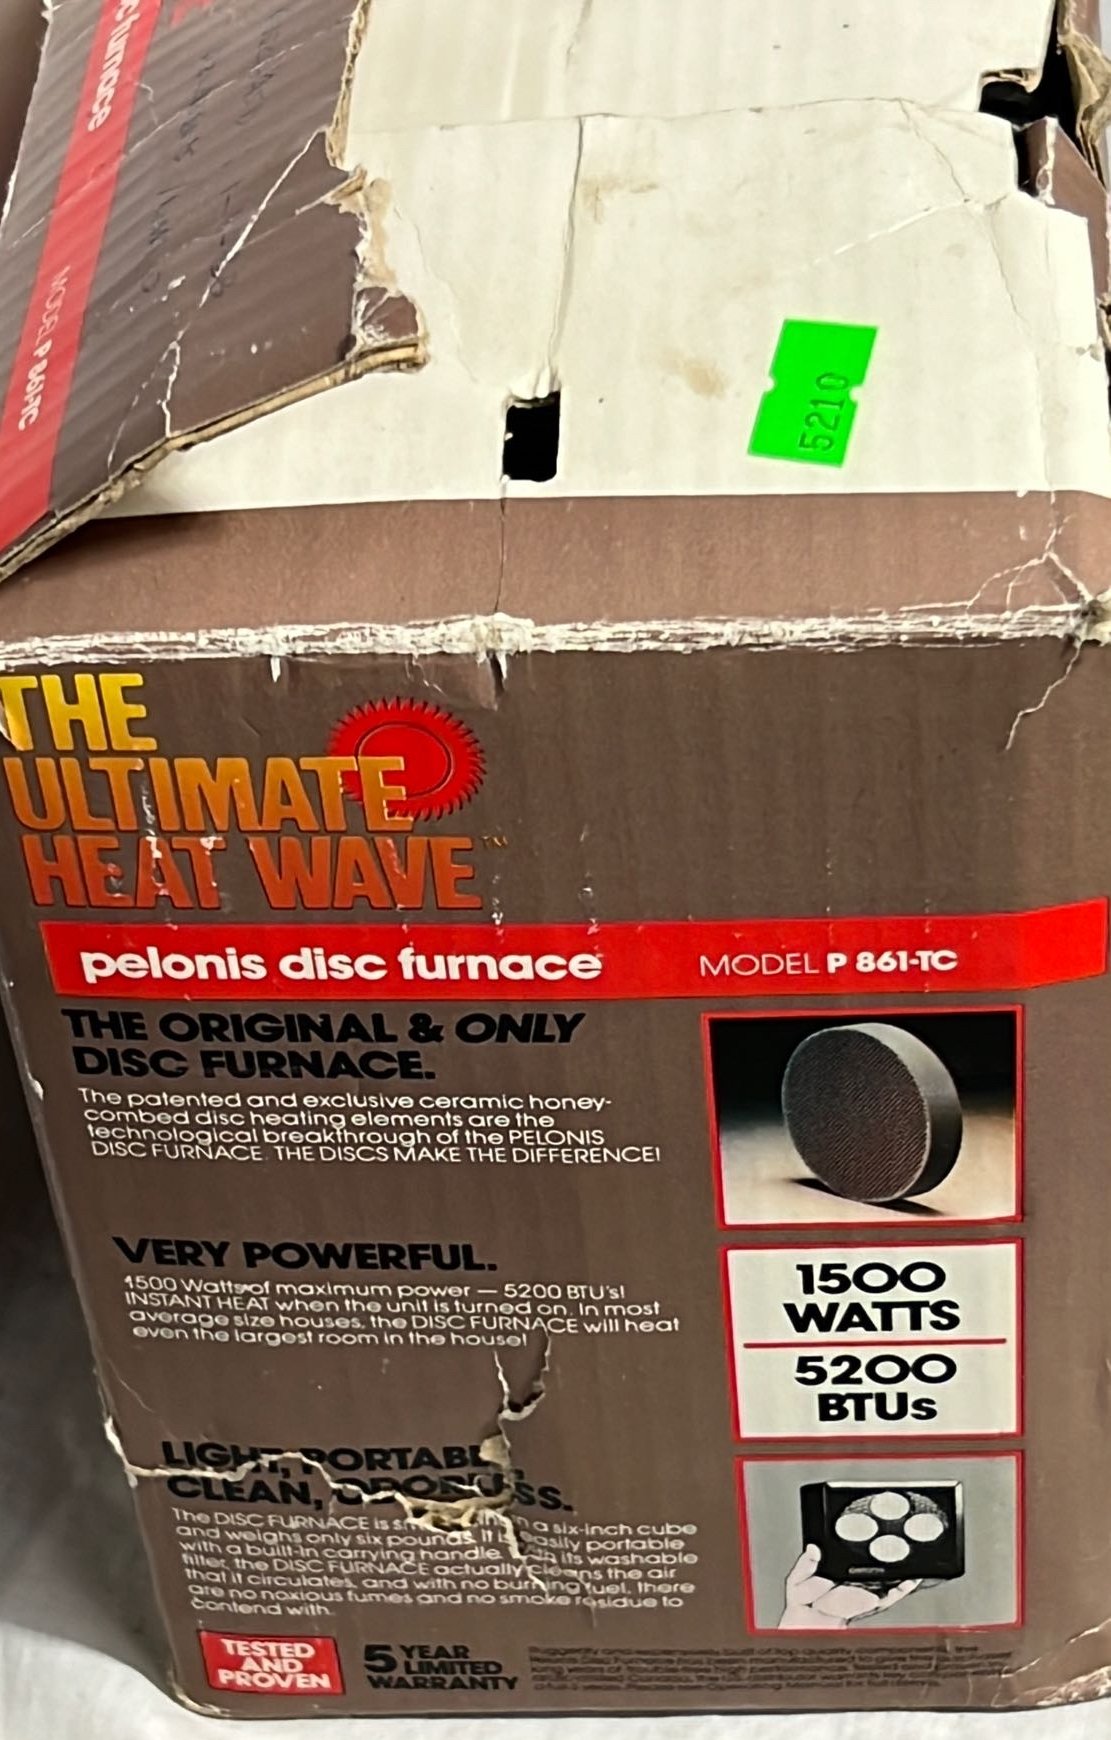 furnace
MODEL P 861-TC
5210
THE
ULTIMATE
HEAT WAVE™
pelonis disc furnace MODEL P 861-TC
THE ORIGINAL & ONLY
DISC FURNACE.
The patented and exclusive ceramic honey-
combed disc heating elements are the
technological breakthrough of the PELONIS
DISC FURNACE. THE DISCS MAKE THE DIFFERENCE!
VERY POWERFUL.
1500 Watts of maximum power — 5200 BTU's!
INSTANT HEAT when the unit is turned on. In most
average size houses, the DISC FURNACE will heat
even the largest room in the house!
1500
WATTS
5200
BTUs
LIGHT, PORTABLE,
CLEAN, ODORLESS.
The DISC FURNACE is a six-inch cube
and weighs only six pounds. It is easily portable
with a built-in carrying handle. its washable
filter, the DISC FURNACE actually cleans the air
that it circulates, and with no burning fuel, there
are no noxious fumes and no smoke residue to
contend with.
TESTED
AND
PROVEN
5 YEAR
LIMITED
WARRANTY